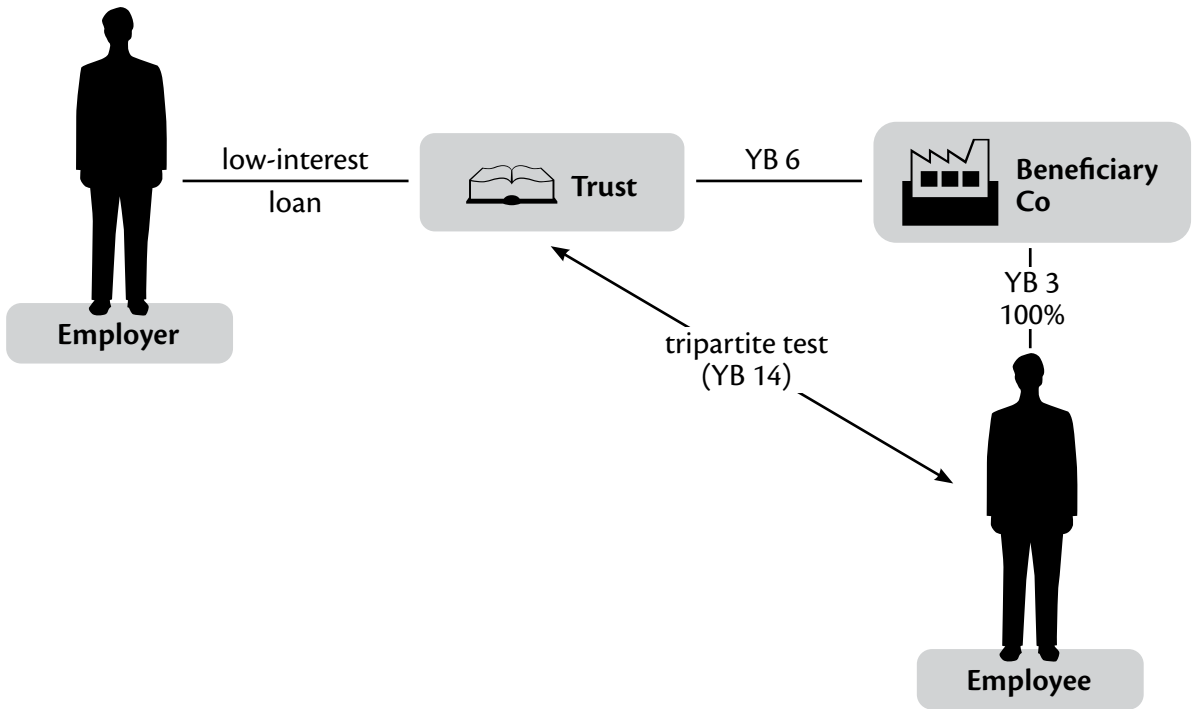 low-interest
loan
Trust
YB 6
Beneficiary
Co
YB 3
100%
Employer
tripartite test
(YB 14)
Employee